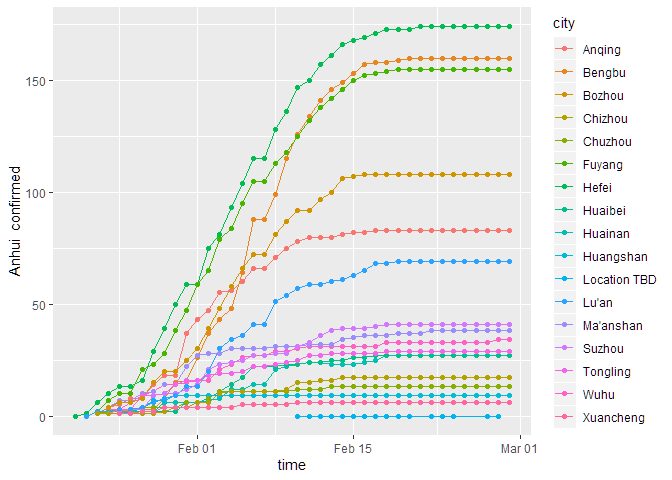 city
Anqing
Bengbu
Bozhou
Chizhou
Chuzhou
Fuyang
Hefei
Huaibei
Huainan
Huangshan
Location TBD
Lu'an
Ma'anshan
Suzhou
Tongling
Wuhu
Xuancheng
150
100
50
0
Anhui confirmed
Feb 01 Feb 15 Mar 01
time